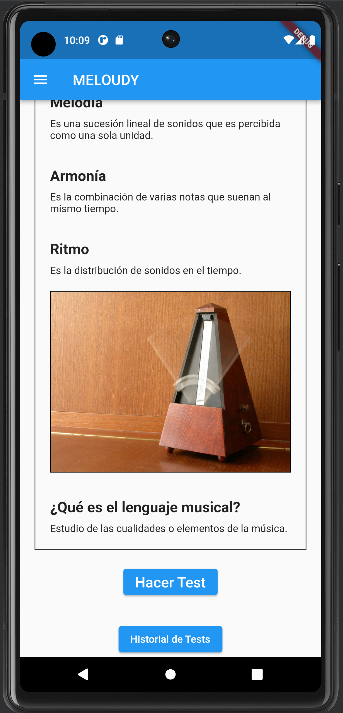 10:09
DEBUG
MELOUDY
Melodía
Es una sucesión lineal de sonidos que es percibida
como una sola unidad.
Armonía
Es la combinación de varias notas que suenan al
mismo tiempo.
Ritmo
Es la distribución de sonidos en el tiempo.
¿Qué es el lenguaje musical?
Estudio de las cualidades o elementos de la música.
Hacer Test
Historial de Tests